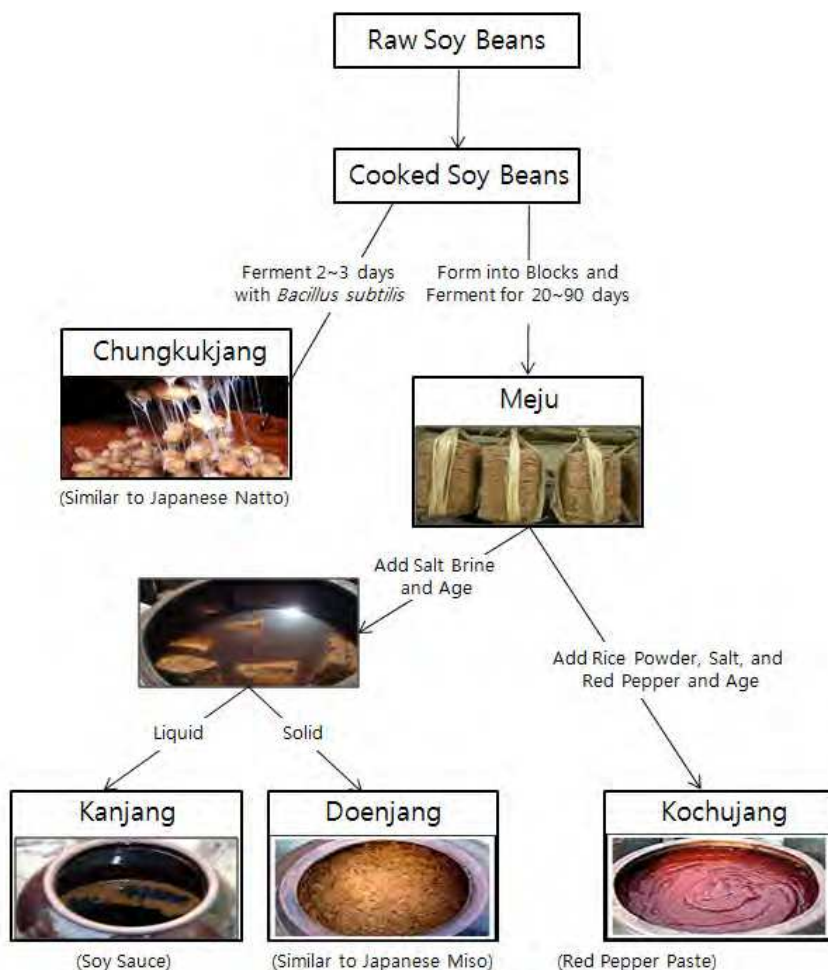 Raw Soy Beans
Cooked Soy Beans
Ferment 2~3 days
with Bacillus subtilis
Form into Blocks and
Ferment for 20~90 days
Chungkukjang
(Similar to Japanese Natto)
Meju
Add Salt Brine
and Age
Add Rice Powder, Salt, and
Red Pepper and Age
Liquid
Solid
Kanjang
(Soy Sauce)
Doenjang
(Similar to Japanese Miso)
Kochujang
(Red Pepper Paste)